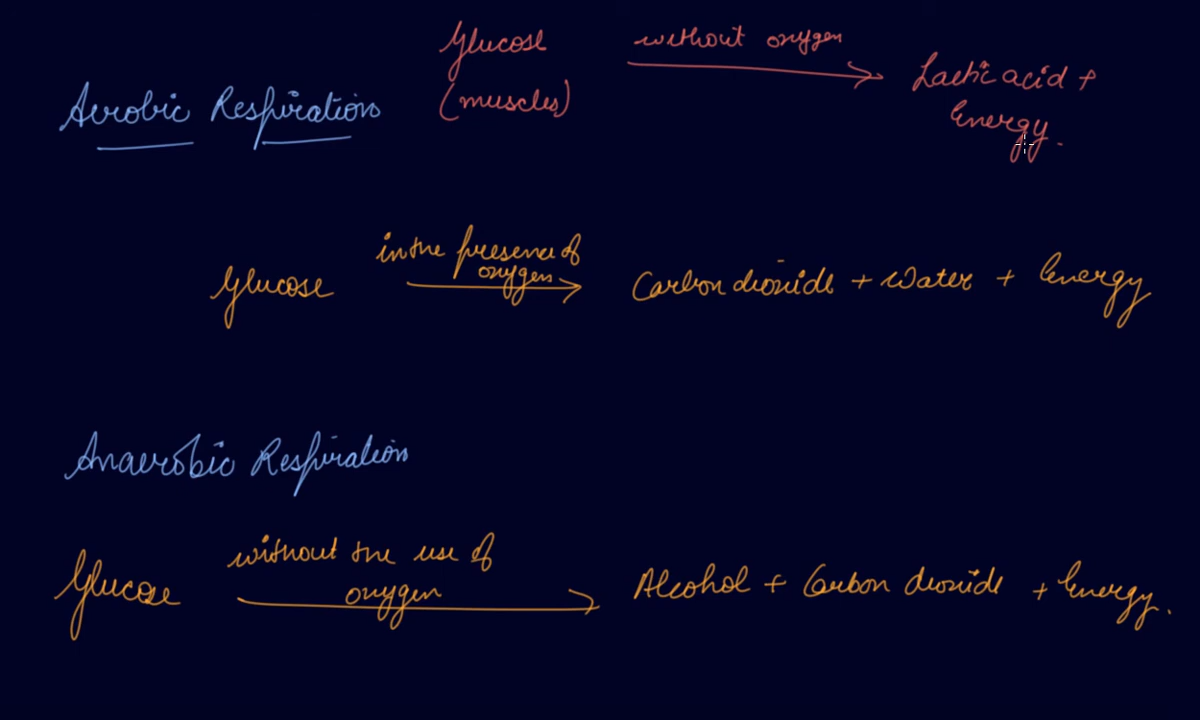 Glucose without oxygen Lactic acid +
Aerobic Respiration (muscles) Energy.
in the presence of
oxygen
Glucose Carbon dioxide + Water + Energy
Anaerobic Respiration
without the use of
Glucose oxygen Alcohol + Carbon dioxide + Energy.